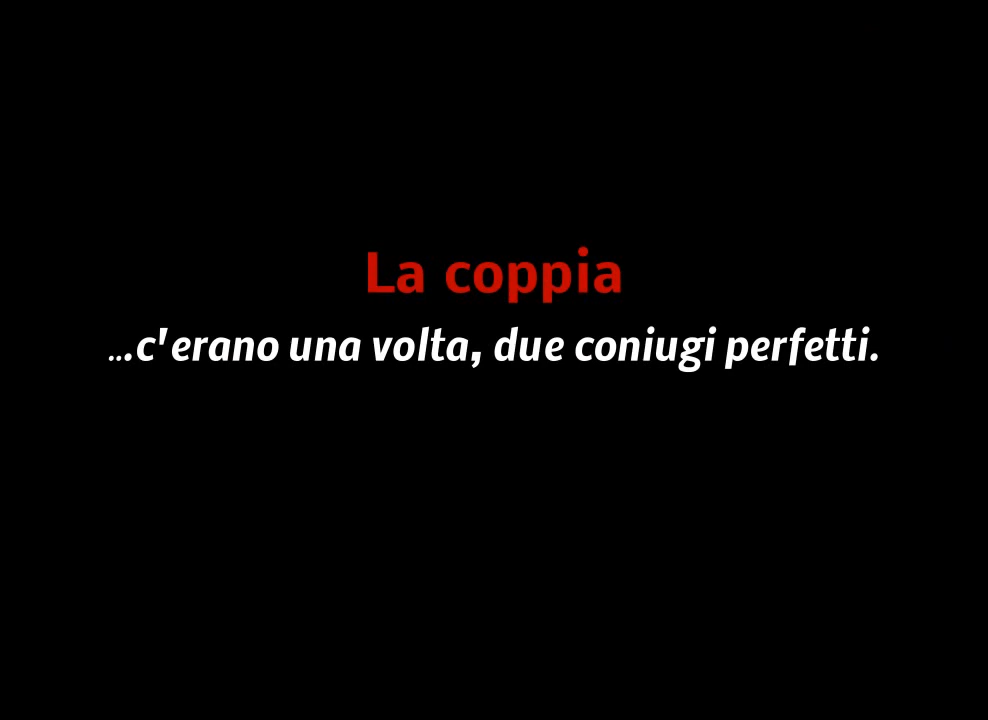 La coppia
...c'erano una volta, due coniugi perfetti.